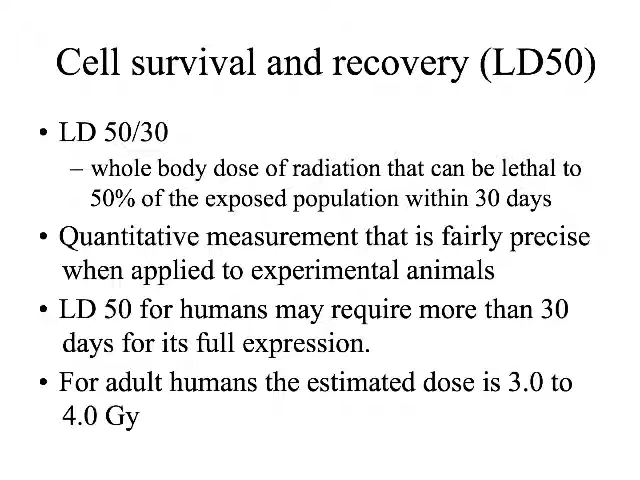 Cell survival and recovery (LD50)
• LD 50/30
– whole body dose of radiation that can be lethal to
50% of the exposed population within 30 days
• Quantitative measurement that is fairly precise
when applied to experimental animals
• LD 50 for humans may require more than 30
days for its full expression.
• For adult humans the estimated dose is 3.0 to
4.0 Gy